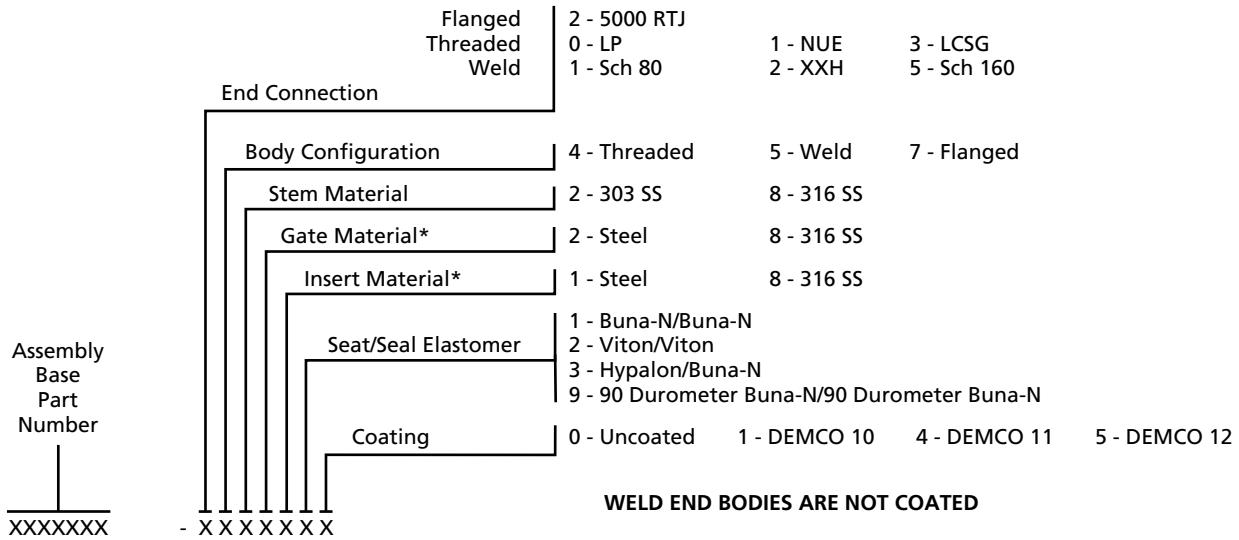 Flanged 2 - 5000 RTJ
Threaded 0 - LP 1 - NUE 3 - LCSG
Weld 1 - Sch 80 2 - XXH 5 - Sch 160
End Connection
Body Configuration 4 - Threaded 5 - Weld 7 - Flanged
Stem Material 2 - 303 SS 8 - 316 SS
Gate Material* 2 - Steel 8 - 316 SS
Insert Material* 1 - Steel 8 - 316 SS
1 - Buna-N/Buna-N
Seat/Seal Elastomer 2 - Viton/Viton
3 - Hypalon/Buna-N
9 - 90 Durometer Buna-N/90 Durometer Buna-N
Assembly
Base
Part
Number
Coating 0 - Uncoated 1 - DEMCO 10 4 - DEMCO 11 5 - DEMCO 12
WELD END BODIES ARE NOT COATED
XXXXXXX - X X X X X X X